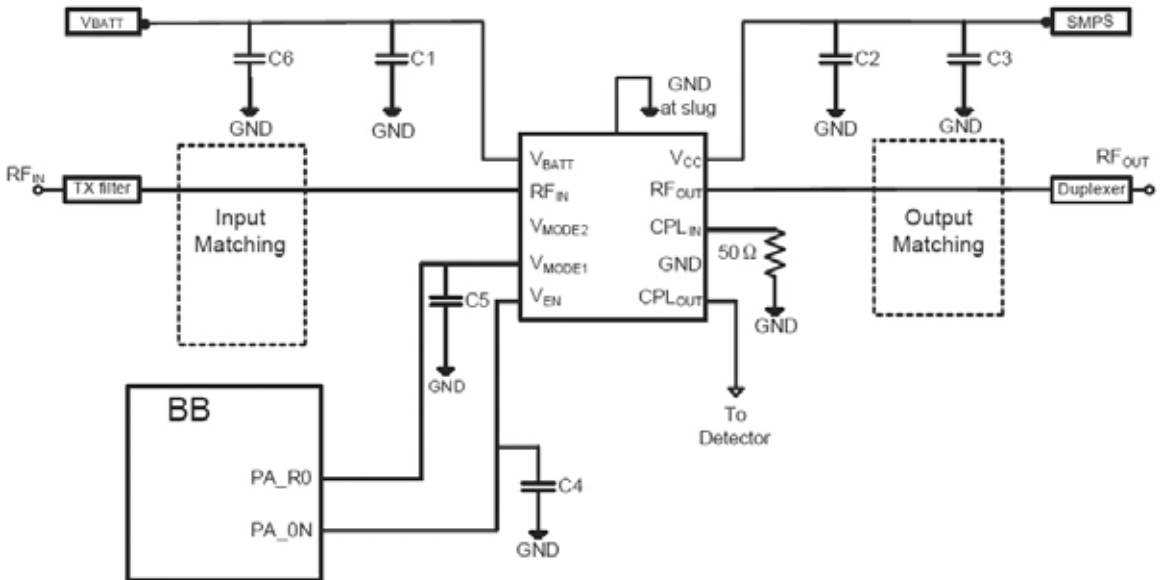 VBATT
SMPS
C6
C1
C2
C3
GND
at slug
GND
GND
GND
GND
RFIN
TX filter
Input
Matching
VBATT
RFIN
VMODE2
VMODE1
VEN
VCC
RFOUT
CPLIN
GND
CPLOUT
50 Ω
GND
Output
Matching
RFOUT
Duplexer
C5
GND
To
Detector
BB
PA_R0
PA_0N
C4
GND